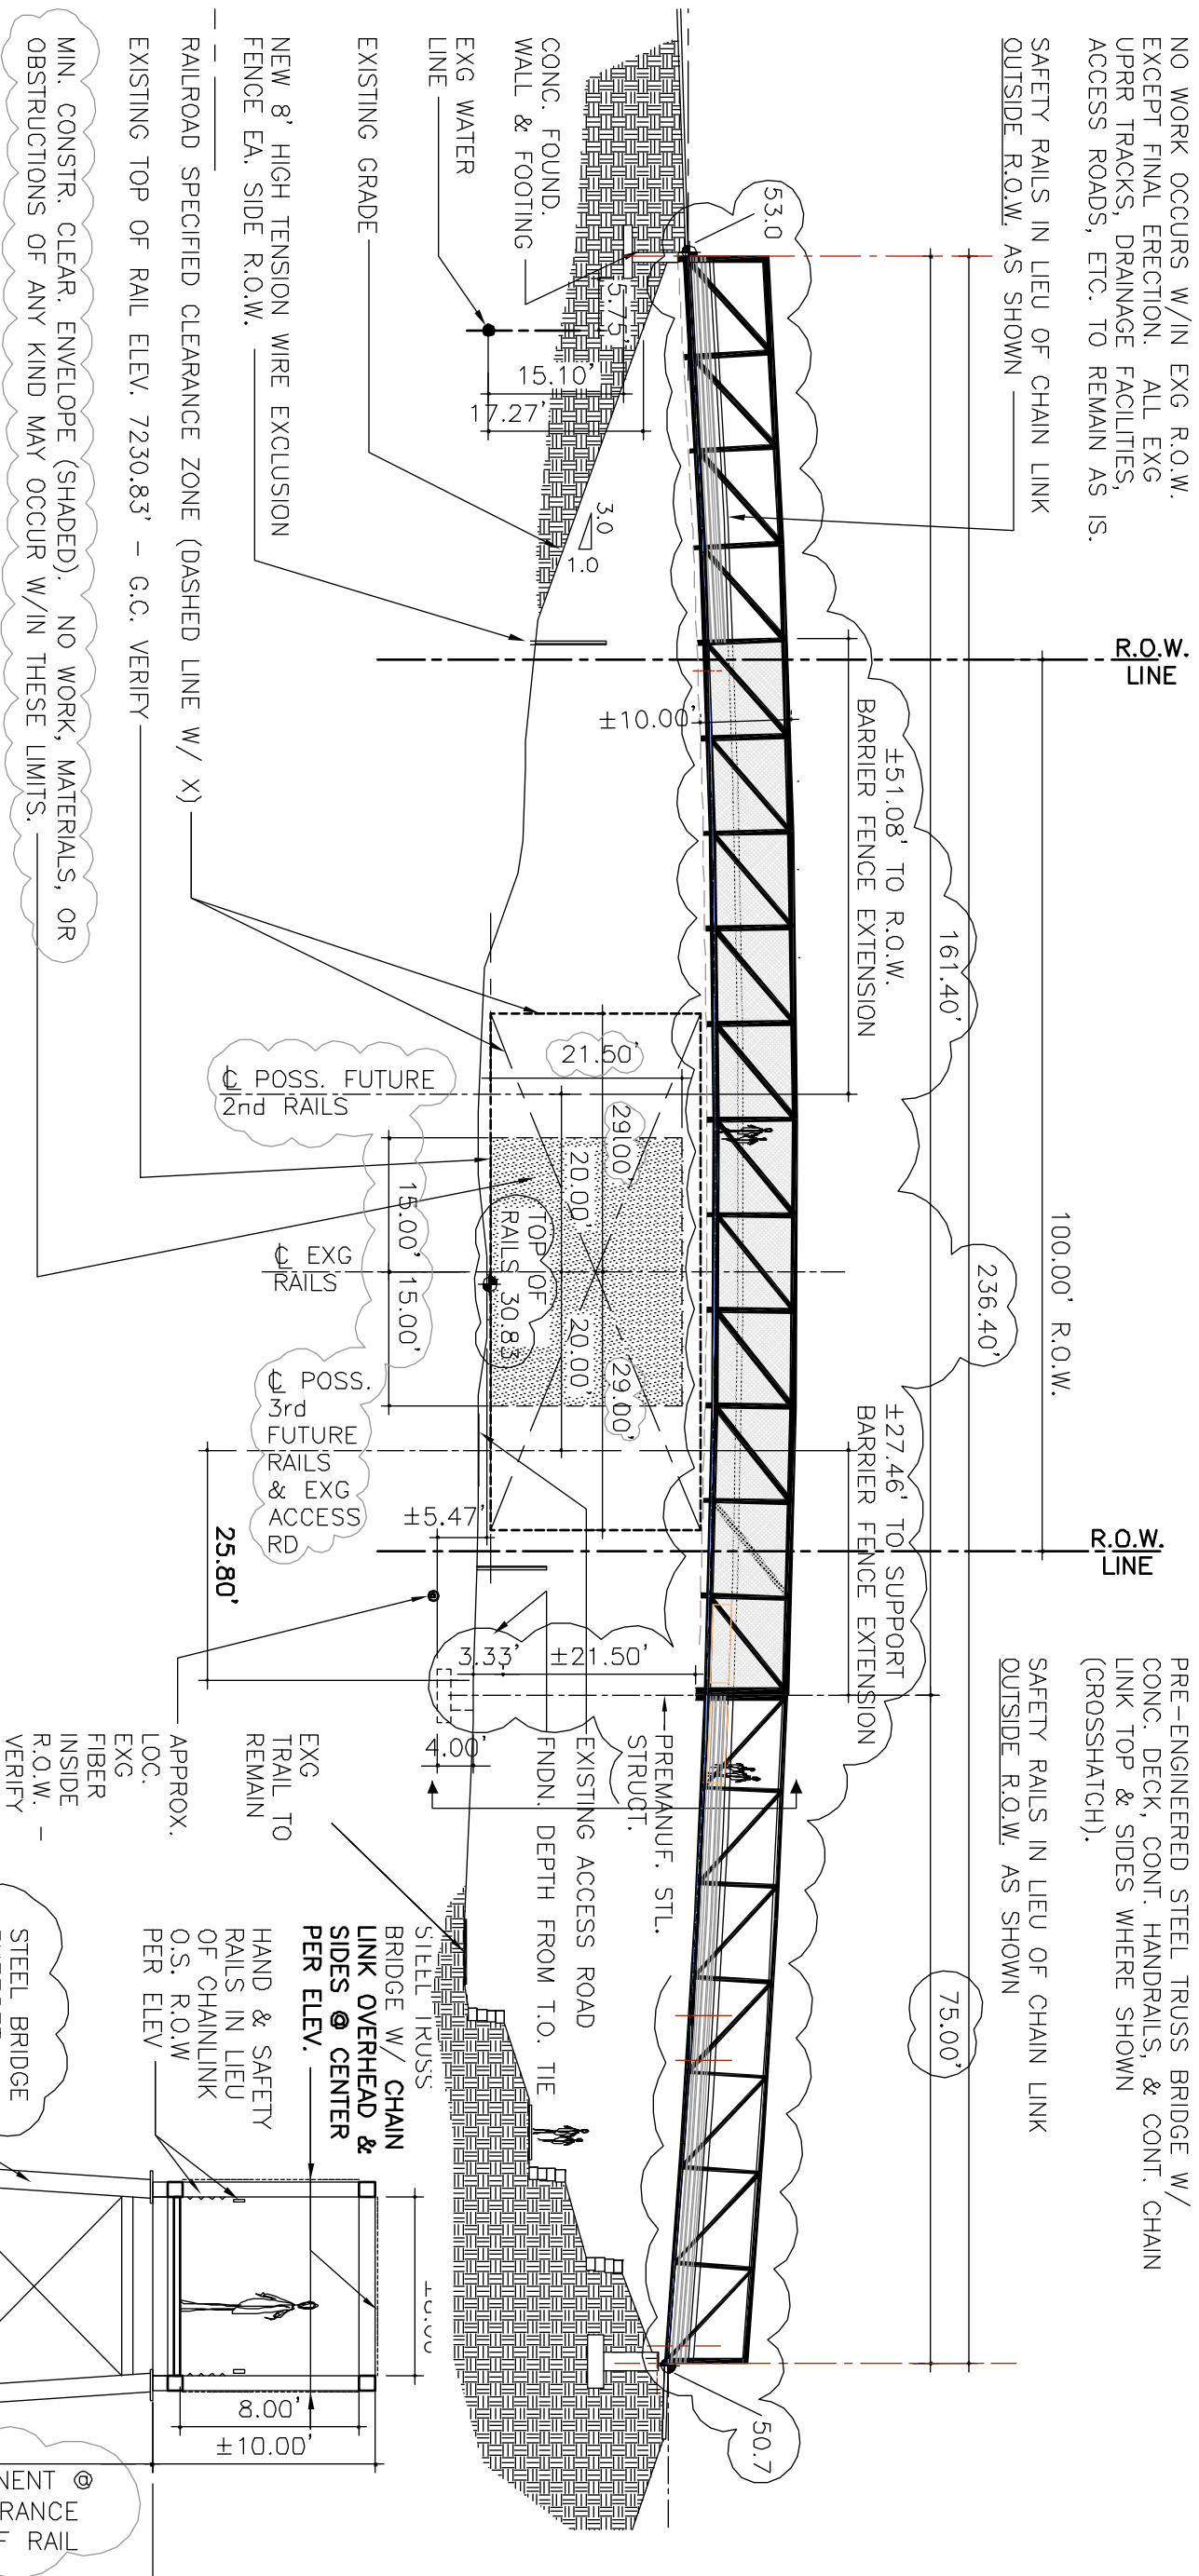 NO WORK OCCURS W/IN EXG R.O.W.
EXCEPT FINAL ERECTION.  ALL EXG
UPRR TRACKS, DRAINAGE FACILITIES,
ACCESS ROADS, ETC. TO REMAIN AS IS.
SAFETY RAILS IN LIEU OF CHAIN LINK
OUTSIDE R.O.W. AS SHOWN
R.O.W.
LINE
100.00' R.O.W.
R.O.W.
LINE
PRE-ENGINEERED STEEL TRUSS BRIDGE W/
CONC. DECK, CONT. HANDRAILS, & CONT. CHAIN
LINK TOP & SIDES WHERE SHOWN
(CROSSHATCH).
SAFETY RAILS IN LIEU OF CHAIN LINK
OUTSIDE R.O.W. AS SHOWN
236.40'
161.40'
75.00'
±51.08' TO R.O.W.
BARRIER FENCE EXTENSION
±27.46' TO SUPPORT
BARRIER FENCE EXTENSION
53.0
50.7
±10.00'
CONC. FOUND.
WALL & FOOTING
EXG WATER
LINE
5.75'
15.10'
17.27'
3.0
1.0
EXISTING GRADE
NEW 8' HIGH TENSION WIRE EXCLUSION
FENCE EA. SIDE R.O.W.
RAILROAD SPECIFIED CLEARANCE ZONE (DASHED LINE W/ X)
EXISTING TOP OF RAIL ELEV. 7230.83' - G.C. VERIFY
MIN. CONSTR. CLEAR. ENVELOPE (SHADED).  NO WORK, MATERIALS, OR
OBSTRUCTIONS OF ANY KIND MAY OCCUR W/IN THESE LIMITS.
21.50'
29.00'
29.00'
20.00'
20.00'
TOP OF
RAILS 30.83
15.00'
15.00'
℄ POSS. FUTURE
2nd RAILS
℄ EXG
RAILS
℄ POSS.
3rd
FUTURE
RAILS
& EXG
ACCESS
RD
±5.47'
25.80'
3.33'
±21.50'
4.00'
PREMANUF. STL.
STRUCT.
EXISTING ACCESS ROAD
FNDN. DEPTH FROM T.O. TIE
EXG
TRAIL TO
REMAIN
APPROX.
LOC.
EXG
FIBER
INSIDE
R.O.W. -
VERIFY
STEEL TRUSS
BRIDGE W/ CHAIN
LINK OVERHEAD &
SIDES @ CENTER
PER ELEV.
HAND & SAFETY
RAILS IN LIEU
OF CHAINLINK
O.S. R.O.W
PER ELEV
STEEL BRIDGE
8.00'
±10.00'
NENT @
RANCE
F RAIL